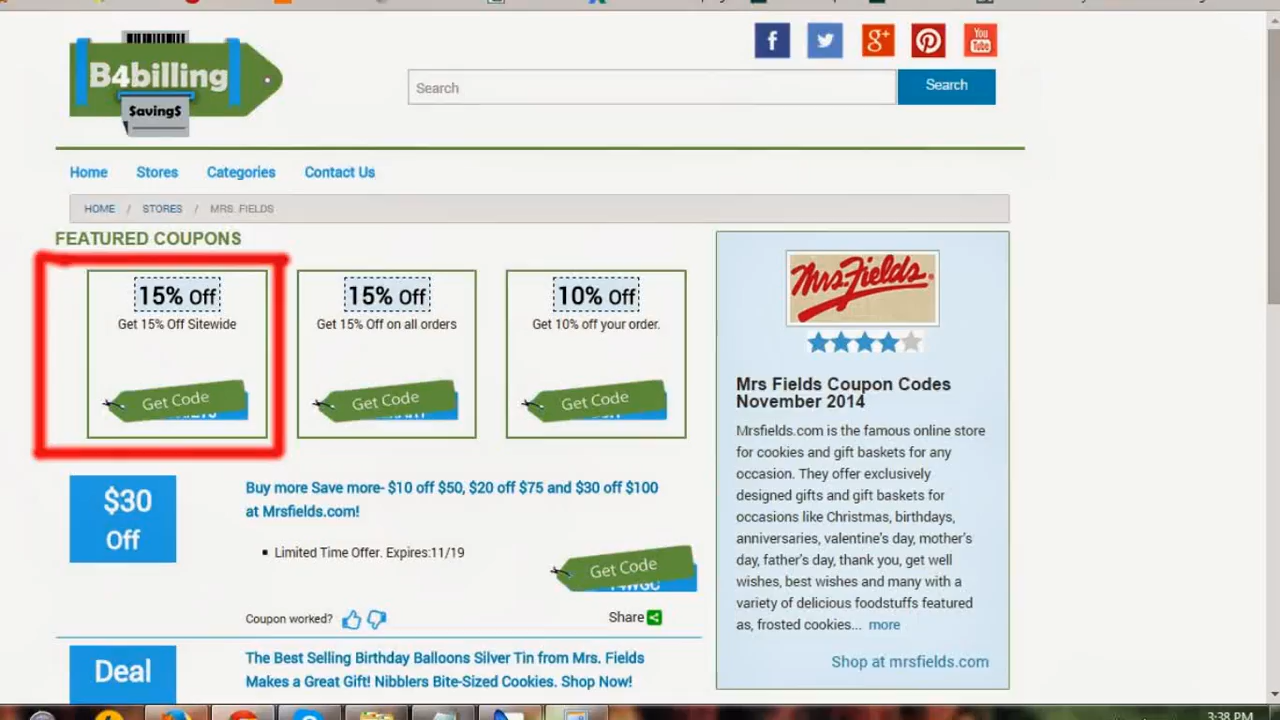 B4billing
$aving$
f
g+
You
Tube
Search
Search
Home
Stores
Categories
Contact Us
HOME / STORES / MRS. FIELDS
FEATURED COUPONS
15% Off
Get 15% Off Sitewide
Get Code
15% Off
Get 15% Off on all orders
Get Code
10% Off
Get 10% off your order.
Get Code
$30
Off
Buy more Save more- $10 off $50, $20 off $75 and $30 off $100
at Mrsfields.com!
Limited Time Offer. Expires:11/19
Get Code
Coupon worked?
Share
Deal
The Best Selling Birthday Balloons Silver Tin from Mrs. Fields
Makes a Great Gift! Nibblers Bite-Sized Cookies. Shop Now!
Mrs. Fields
Mrs Fields Coupon Codes
November 2014
Mrsfields.com is the famous online store
for cookies and gift baskets for any
occasion. They offer exclusively
designed gifts and gift baskets for
occasions like Christmas, birthdays,
anniversaries, valentine's day, mother's
day, father's day, thank you, get well
wishes, best wishes and many with a
variety of delicious foodstuffs featured
as, frosted cookies... more
Shop at mrsfields.com
3:38 PM